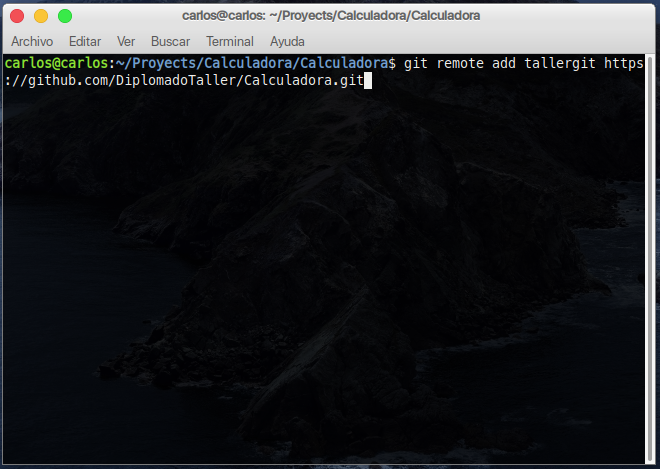 carlos@carlos: ~/Proyects/Calculadora/Calculadora
Archivo Editar Ver Buscar Terminal Ayuda
carlos@carlos:~/Proyects/Calculadora/Calculadora$ git remote add tallergit https
://github.com/DiplomadoTaller/Calculadora.git